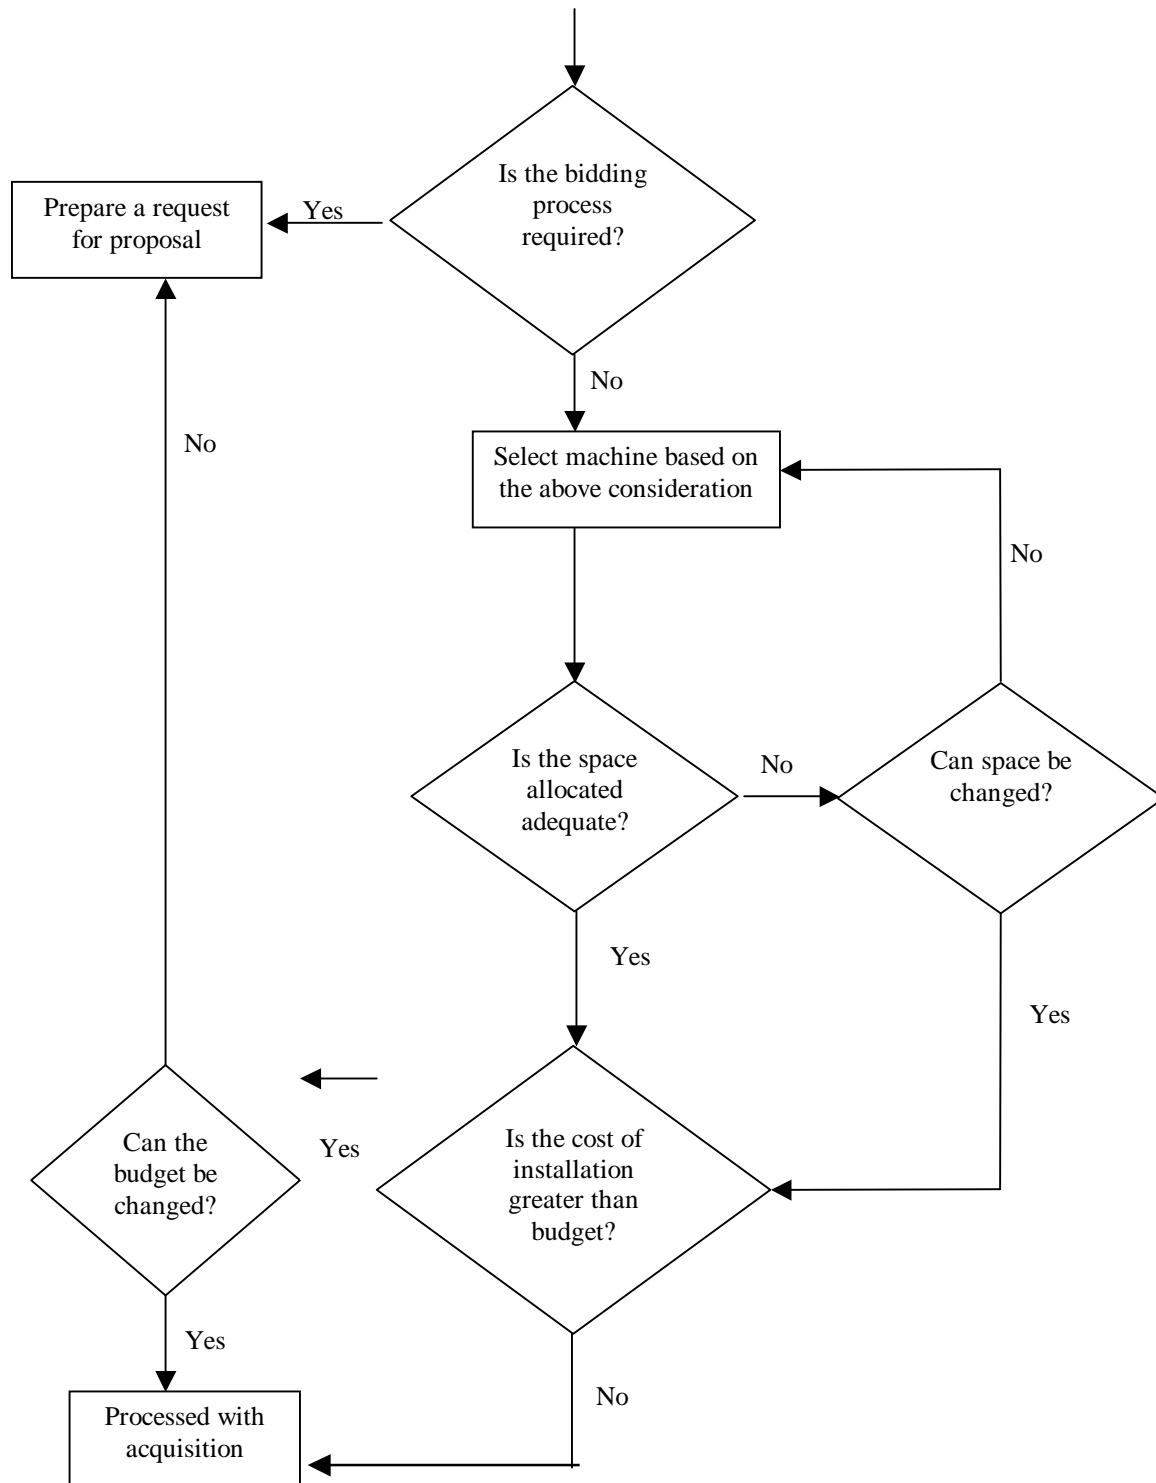 Is the bidding
process
required?
Prepare a request
for proposal
Yes
No
No
Select machine based on
the above consideration
No
Is the space
allocated
adequate?
No
Can space be
changed?
Yes
Yes
Can the
budget be
changed?
Yes
Is the cost of
installation
greater than
budget?
Yes
No
Processed with
acquisition